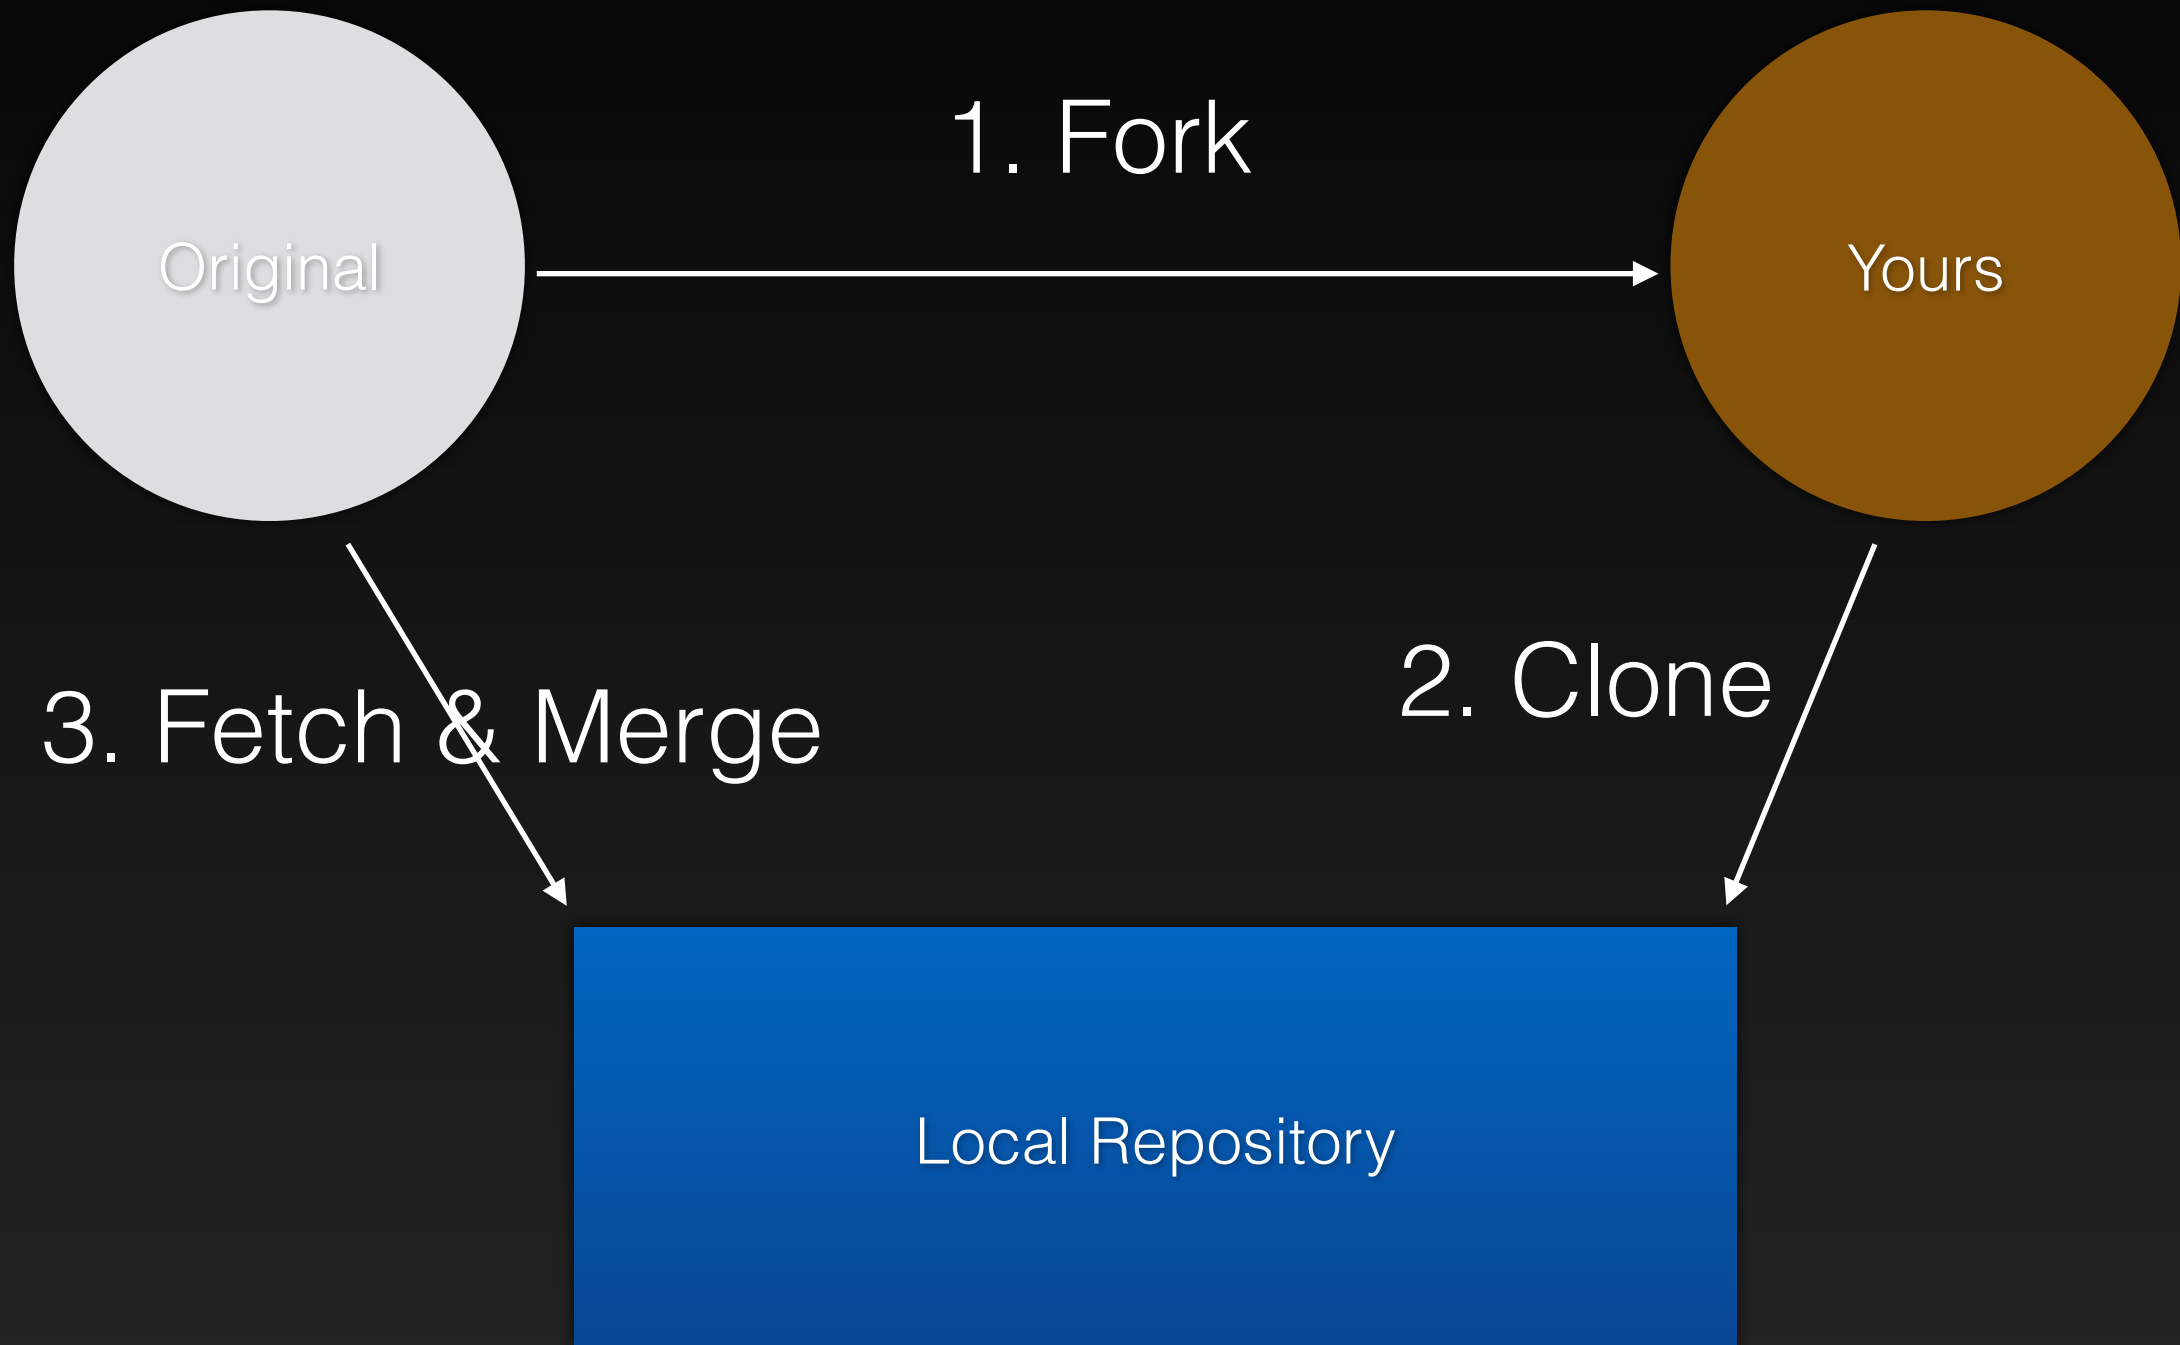 1. Fork
Original
Yours
2. Clone
3. Fetch & Merge
Local Repository